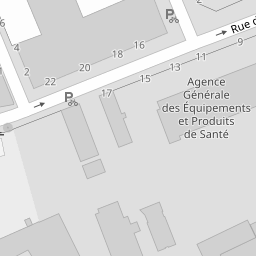 P
Rue d
6
4
2
22
20
18
16
11
9
13
15
17
P
Agence
Générale
des Équipements
et Produits
de Santé